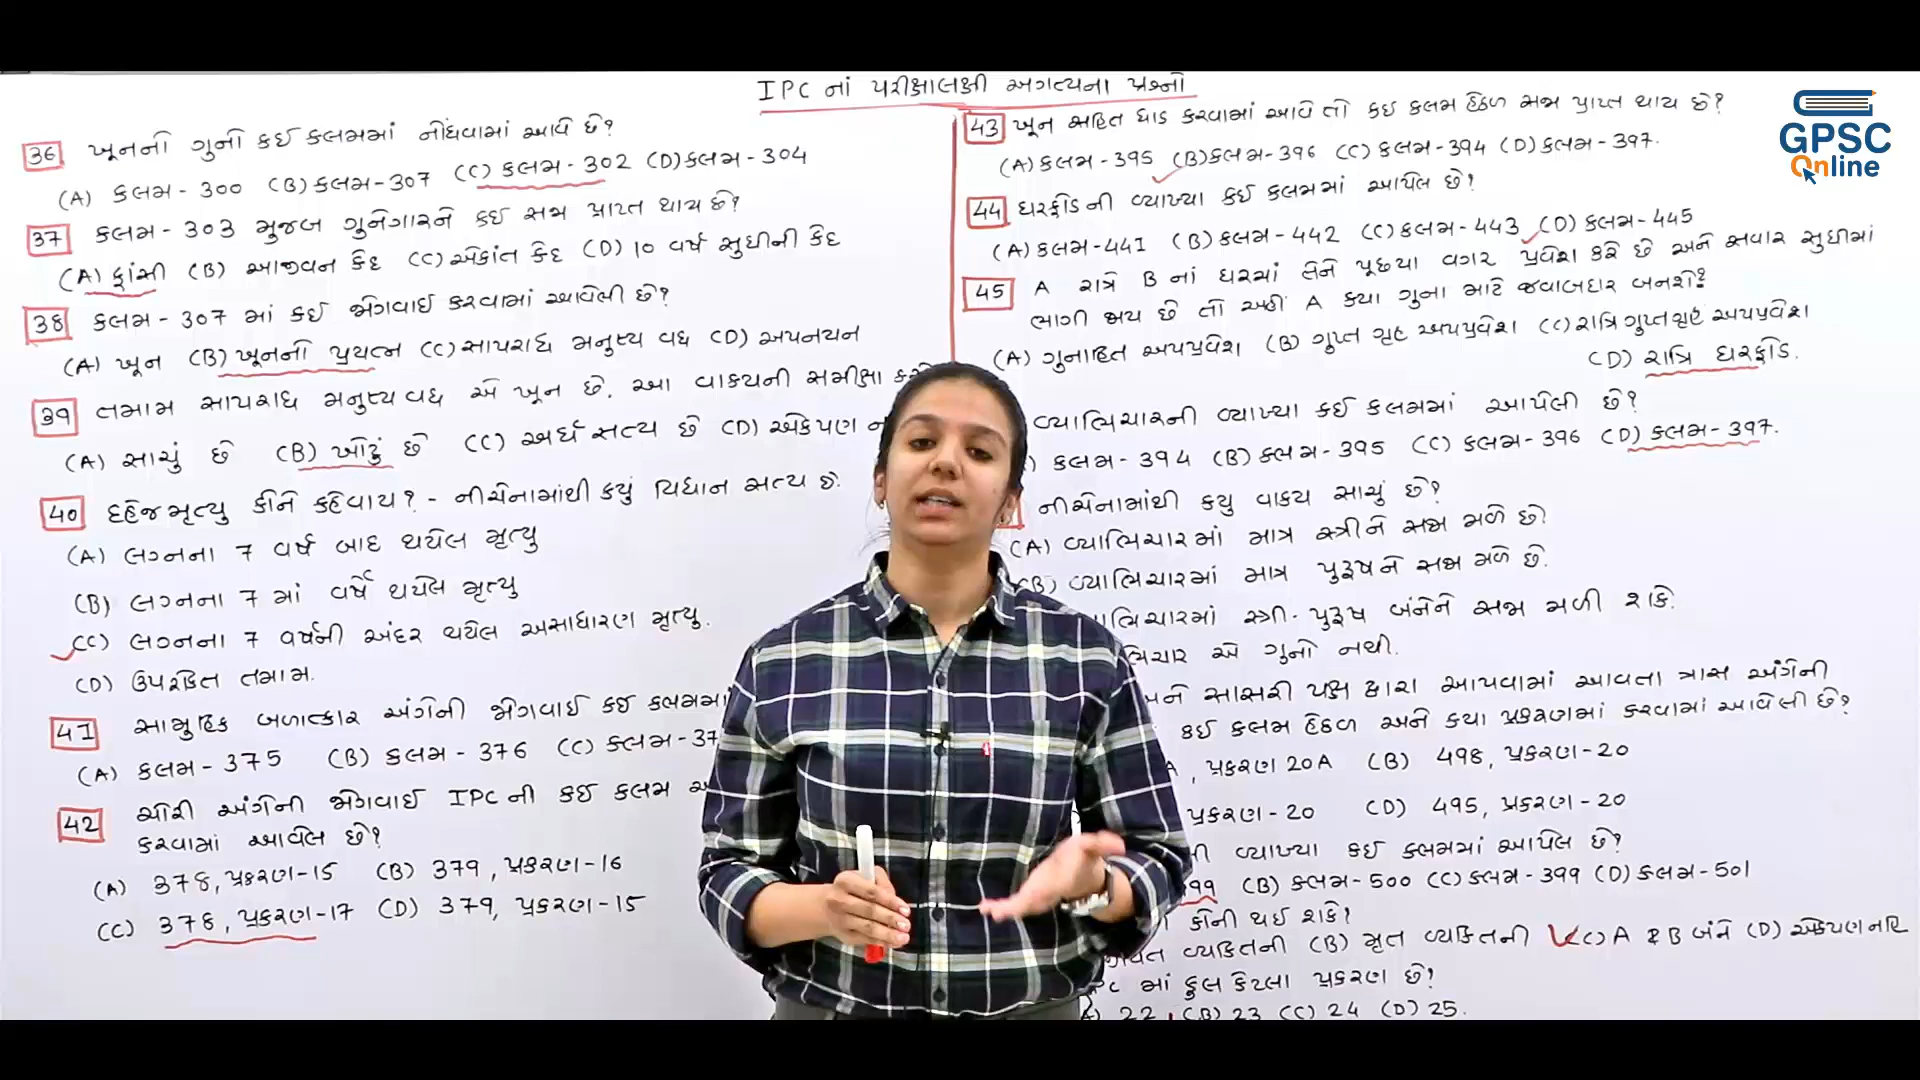 IPC નાં પરીક્ષાલક્ષી અગત્યના પ્રશ્નો
36 ખૂનનો ગુનો કઈ કલમમાં નોંધવામાં આવે છે?
(A) કલમ - 300 (B) કલમ - 307 (C) કલમ - 302 (D) કલમ - 304
37 કલમ - 303 મુજબ ગુનેગારને કઈ સજા પ્રાપ્ત થાય છે?
(A) ફાંસી (B) આજીવન કેદ (C) એકાંત કેદ (D) 10 વર્ષ સુધીની કેદ
38 કલમ - 307 માં કઈ જોગવાઈ કરવામાં આવેલી છે?
(A) ખૂન (B) ખૂનનો પ્રયત્ન (C) સાપરાધ મનુષ્ય વધ (D) અપનયન
39 તમામ સાપરાધ મનુષ્ય વધ એ ખૂન છે. આ વાક્યની સમીક્ષા
(A) સાચું છે (B) ખોટું છે (C) અર્ધ સત્ય છે (D) એકેપણ
40 દહેજ મૃત્યુ કોને કહેવાય? - નીચેનામાંથી કયું વિધાન સત્ય છે.
(A) લગ્નના 7 વર્ષ બાદ થયેલ મૃત્યુ
(B) લગ્નના 7 માં વર્ષે થયેલ મૃત્યુ
(C) લગ્નના 7 વર્ષની અંદર થયેલ અસાધારણ મૃત્યુ.
(D) ઉપરોક્ત તમામ.
41 સામુહિક બળાત્કાર અંગેની જોગવાઈ કઈ કલમમાં
(A) કલમ - 375 (B) કલમ - 376 (C) કલમ - 37
42 ચોરી અંગેની જોગવાઈ IPC ની કઈ કલમ
કરવામાં આવેલ છે?
(A) 378, પ્રકરણ-15 (B) 379, પ્રકરણ-16
(C) 378, પ્રકરણ-17 (D) 379, પ્રકરણ-15
43 ખૂન સહિત ધાડ કરવામાં આવે તો કઈ કલમ હેઠળ સજા પ્રાપ્ત થાય છે?
(A) કલમ - 395 (B) કલમ - 396 (C) કલમ - 394 (D) કલમ - 397.
44 ઘરફોડ ની વ્યાખ્યા કઈ કલમમાં આપેલ છે?
(A) કલમ - 441 (B) કલમ - 442 (C) કલમ - 443 (D) કલમ - 445
45 A રાત્રે B નાં ઘરમાં તેને પૂછ્યા વગર પ્રવેશ કરે છે અને સવાર સુધીમાં
ભાગી જાય છે તો અહીં A ક્યા ગુના માટે જવાબદાર બનશે?
(A) ગુનાહિત અપપ્રવેશ (B) ગુપ્ત ગૃહ અપપ્રવેશ (C) રાત્રિ ગુપ્ત ગૃહ અપપ્રવેશ
(D) રાત્રિ ઘરફોડ.
વ્યાભિચારની વ્યાખ્યા કઈ કલમમાં આપેલી છે?
કલમ - 394 (B) કલમ - 395 (C) કલમ - 396 (D) કલમ - 397.
નીચેનામાંથી કયુ વાક્ય સાચું છે?
(A) વ્યાભિચારમાં માત્ર સ્ત્રીને સજા મળે છે.
(B) વ્યાભિચારમાં માત્ર પુરૂષને સજા મળે છે.
સ્ત્રી-પુરૂષ બંનેને સજા મળી શકે.
એ ગુનો નથી.
સાસરી પક્ષ દ્વારા આપવામાં આવતા ત્રાસ અંગેની
કઈ કલમ હેઠળ અને ક્યા પ્રકરણમાં કરવામાં આવેલી છે?
A, પ્રકરણ 20A (B) 498, પ્રકરણ-20
પ્રકરણ - 20 (D) 495, પ્રકરણ-20
વ્યાખ્યા કઈ કલમમાં આપેલ છે?
(B) કલમ - 500 (C) કલમ - 399 (D) કલમ - 501
કોની થઈ શકે?
વ્યક્તિની (B) મૃત વ્યક્તિની (C) A & B બંને (D) એકેપણ નહિ
માં કુલ કેટલા પ્રકરણ છે?
22 (B) 23 (C) 24 (D) 25.
GPSC
Online